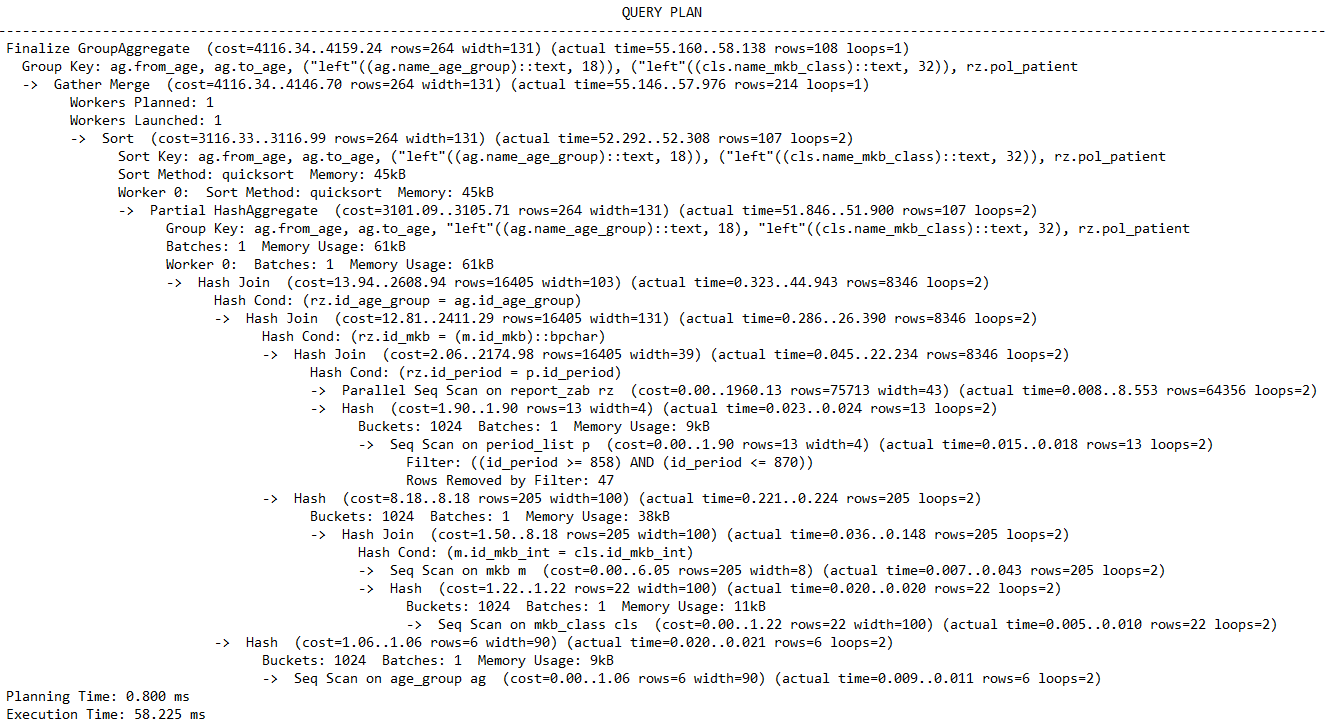 QUERY PLAN
--------------------------------------------------------------------------------------------------------------------------------------------------------------------
Finalize GroupAggregate  (cost=4116.34..4159.24 rows=264 width=131) (actual time=55.160..58.138 rows=108 loops=1)
  Group Key: ag.from_age, ag.to_age, ("left"((ag.name_age_group)::text, 18)), ("left"((cls.name_mkb_class)::text, 32)), rz.pol_patient
  ->  Gather Merge  (cost=4116.34..4146.70 rows=264 width=131) (actual time=55.146..57.976 rows=214 loops=1)
        Workers Planned: 1
        Workers Launched: 1
        ->  Sort  (cost=3116.33..3116.99 rows=264 width=131) (actual time=52.292..52.308 rows=107 loops=2)
              Sort Key: ag.from_age, ag.to_age, ("left"((ag.name_age_group)::text, 18)), ("left"((cls.name_mkb_class)::text, 32)), rz.pol_patient
              Sort Method: quicksort  Memory: 45kB
              Worker 0:  Sort Method: quicksort  Memory: 45kB
              ->  Partial HashAggregate  (cost=3101.09..3105.71 rows=264 width=131) (actual time=51.846..51.900 rows=107 loops=2)
                    Group Key: ag.from_age, ag.to_age, "left"((ag.name_age_group)::text, 18), "left"((cls.name_mkb_class)::text, 32), rz.pol_patient
                    Batches: 1  Memory Usage: 61kB
                    Worker 0:  Batches: 1  Memory Usage: 61kB
                    ->  Hash Join  (cost=13.94..2608.94 rows=16405 width=103) (actual time=0.323..44.943 rows=8346 loops=2)
                          Hash Cond: (rz.id_age_group = ag.id_age_group)
                          ->  Hash Join  (cost=12.81..2411.29 rows=16405 width=131) (actual time=0.286..26.390 rows=8346 loops=2)
                                Hash Cond: (rz.id_mkb = (m.id_mkb)::bpchar)
                                ->  Hash Join  (cost=2.06..2174.98 rows=16405 width=39) (actual time=0.045..22.234 rows=8346 loops=2)
                                      Hash Cond: (rz.id_period = p.id_period)
                                      ->  Parallel Seq Scan on report_zab rz  (cost=0.00..1960.13 rows=75713 width=43) (actual time=0.008..8.553 rows=64356 loops=2)
                                      ->  Hash  (cost=1.90..1.90 rows=13 width=4) (actual time=0.023..0.024 rows=13 loops=2)
                                            Buckets: 1024  Batches: 1  Memory Usage: 9kB
                                            ->  Seq Scan on period_list p  (cost=0.00..1.90 rows=13 width=4) (actual time=0.015..0.018 rows=13 loops=2)
                                                  Filter: ((id_period >= 858) AND (id_period <= 870))
                                                  Rows Removed by Filter: 47
                                ->  Hash  (cost=8.18..8.18 rows=205 width=100) (actual time=0.221..0.224 rows=205 loops=2)
                                      Buckets: 1024  Batches: 1  Memory Usage: 38kB
                                      ->  Hash Join  (cost=1.50..8.18 rows=205 width=100) (actual time=0.036..0.148 rows=205 loops=2)
                                            Hash Cond: (m.id_mkb_int = cls.id_mkb_int)
                                            ->  Seq Scan on mkb m  (cost=0.00..6.05 rows=205 width=8) (actual time=0.007..0.043 rows=205 loops=2)
                                            ->  Hash  (cost=1.22..1.22 rows=22 width=100) (actual time=0.020..0.020 rows=22 loops=2)
                                                  Buckets: 1024  Batches: 1  Memory Usage: 11kB
                                                  ->  Seq Scan on mkb_class cls  (cost=0.00..1.22 rows=22 width=100) (actual time=0.005..0.010 rows=22 loops=2)
                          ->  Hash  (cost=1.06..1.06 rows=6 width=90) (actual time=0.020..0.021 rows=6 loops=2)
                                Buckets: 1024  Batches: 1  Memory Usage: 9kB
                                ->  Seq Scan on age_group ag  (cost=0.00..1.06 rows=6 width=90) (actual time=0.009..0.011 rows=6 loops=2)
Planning Time: 0.800 ms
Execution Time: 58.225 ms